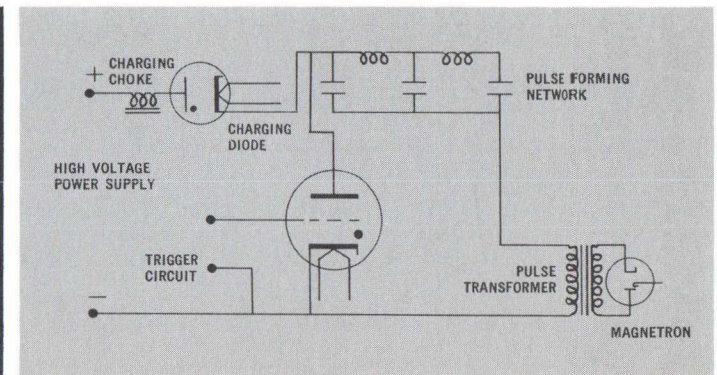 CHARGING
CHOKE
+
CHARGING
DIODE
PULSE FORMING
NETWORK
HIGH VOLTAGE
POWER SUPPLY
TRIGGER
CIRCUIT
PULSE
TRANSFORMER
−
MAGNETRON